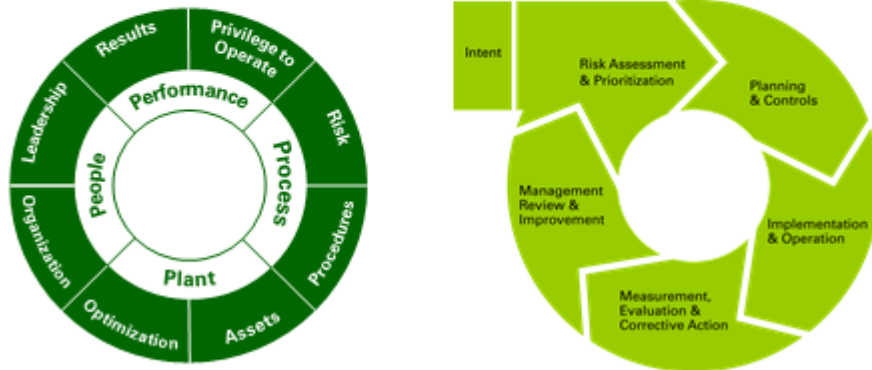 Results
Privilege to
Operate
Leadership
Risk
Performance
People
Process
Plant
Organization
Procedures
Optimization
Assets
Intent
Risk Assessment
& Prioritization
Planning
& Controls
Management
Review &
Improvement
Implementation
& Operation
Measurement,
Evaluation &
Corrective Action